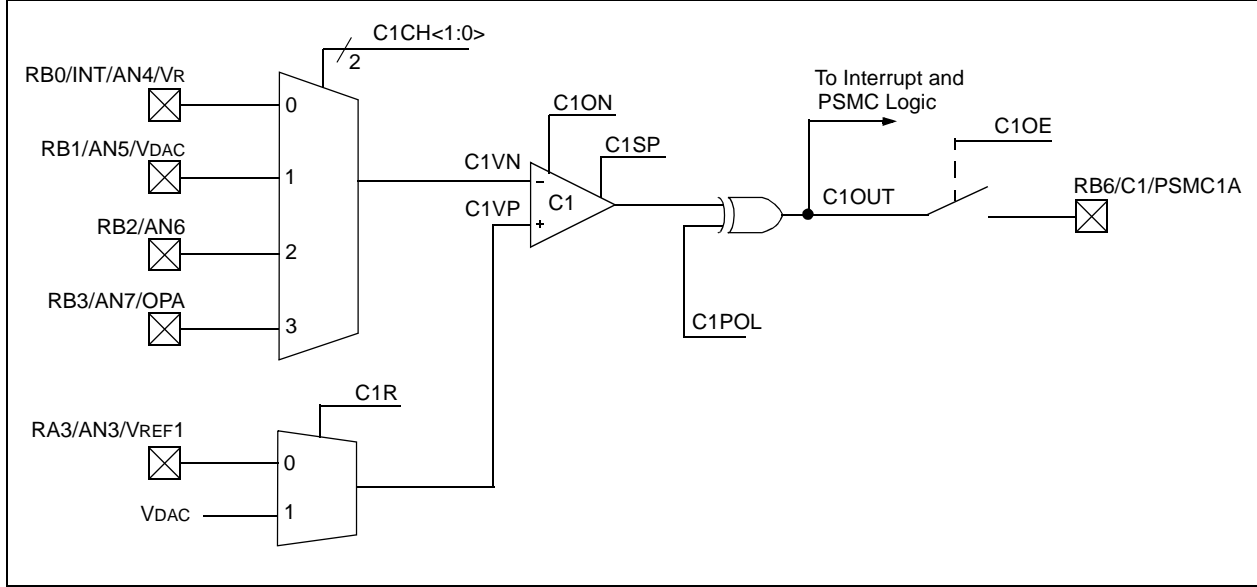 C1CH<1:0>
2
RB0/INT/AN4/VR
0
RB1/AN5/VDAC
1
RB2/AN6
2
RB3/AN7/OPA
3
C1R
RA3/AN3/VREF1
0
VDAC
1
C1ON
C1SP
C1VN
C1VP
–
+
C1
C1POL
To Interrupt and
PSMC Logic
C1OUT
C1OE
RB6/C1/PSMC1A